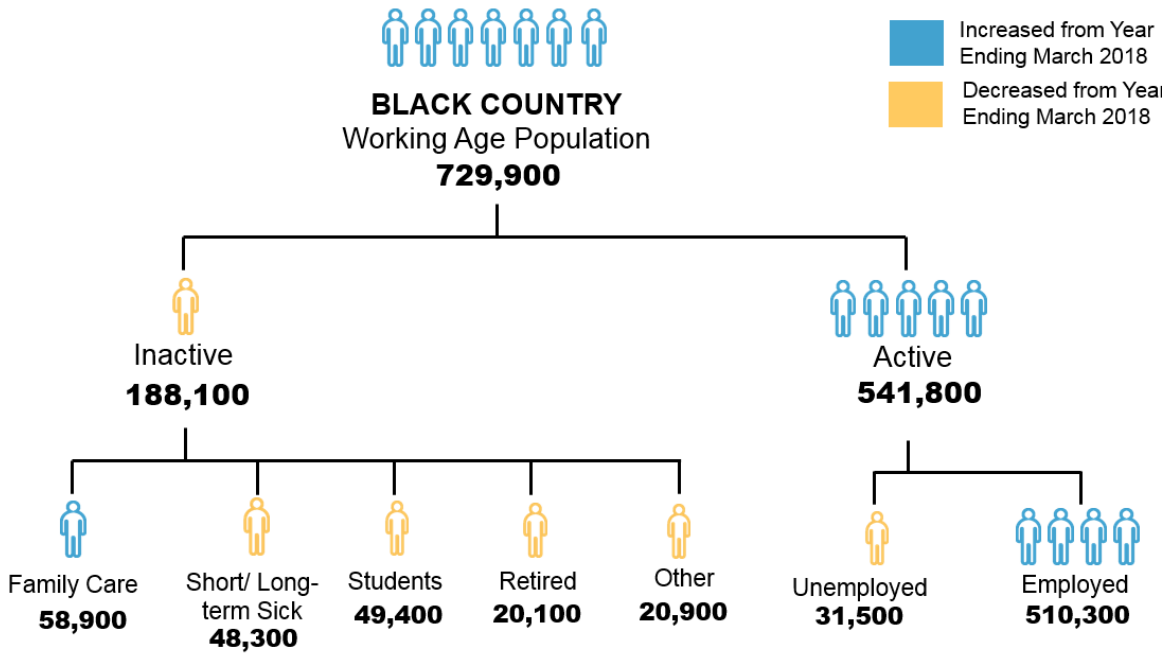 Increased from Year
Ending March 2018
Decreased from Year
Ending March 2018
BLACK COUNTRY
Working Age Population
729,900
Inactive
188,100
Active
541,800
Family Care
58,900
Short/ Long-
term Sick
48,300
Students
49,400
Retired
20,100
Other
20,900
Unemployed
31,500
Employed
510,300